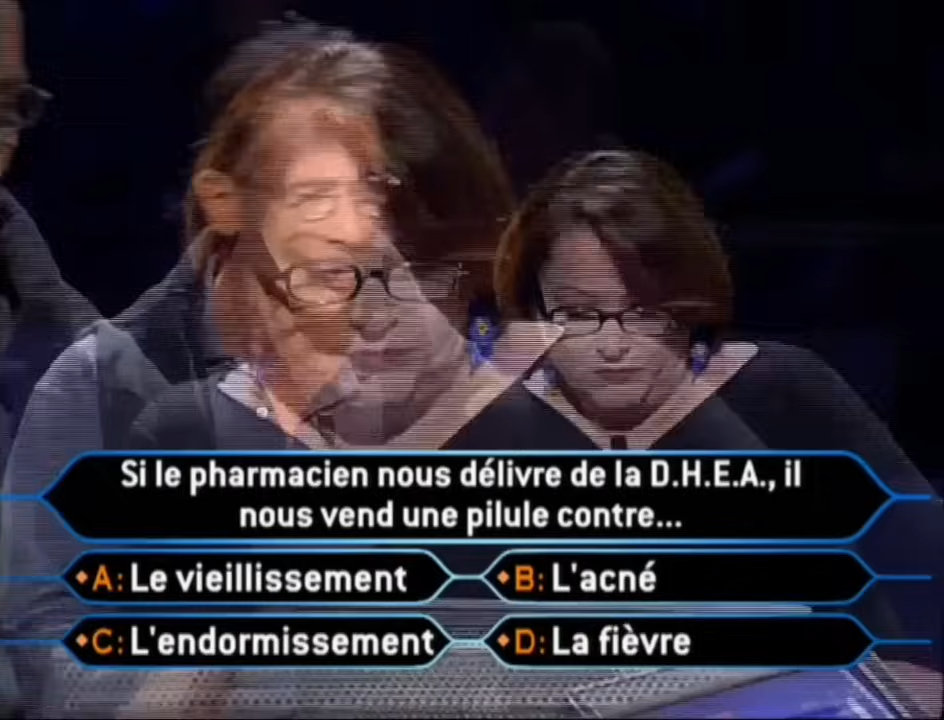 Si le pharmacien nous délivre de la D.H.E.A., il
nous vend une pilule contre...
A: Le vieillissement
B: L'acné
C: L'endormissement
D: La fièvre